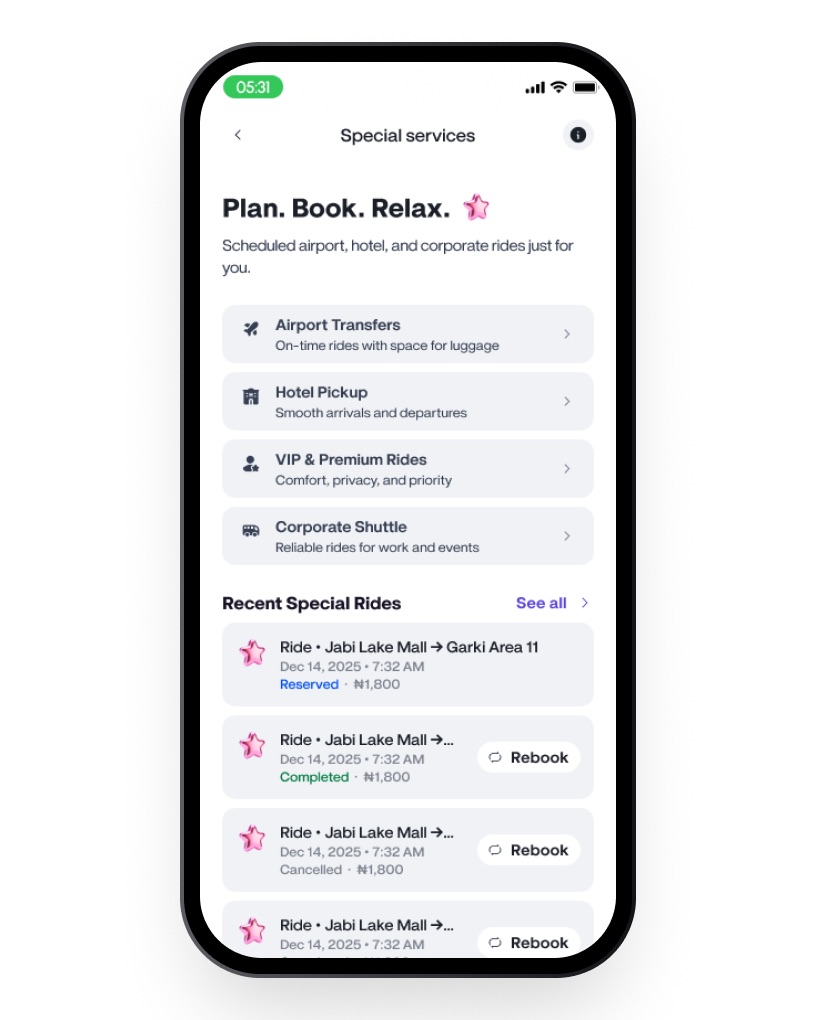 05:31
Special services
Plan. Book. Relax.
Scheduled airport, hotel, and corporate rides just for
you.
Airport Transfers
On-time rides with space for luggage
Hotel Pickup
Smooth arrivals and departures
VIP & Premium Rides
Comfort, privacy, and priority
Corporate Shuttle
Reliable rides for work and events
Recent Special Rides
See all
Ride • Jabi Lake Mall → Garki Area 11
Dec 14, 2025 • 7:32 AM
Reserved · ₦1,800
Ride • Jabi Lake Mall →...
Dec 14, 2025 • 7:32 AM
Completed · ₦1,800
Rebook
Ride • Jabi Lake Mall →...
Dec 14, 2025 • 7:32 AM
Cancelled · ₦1,800
Rebook
Ride • Jabi Lake Mall →...
Dec 14, 2025 • 7:32 AM
Rebook